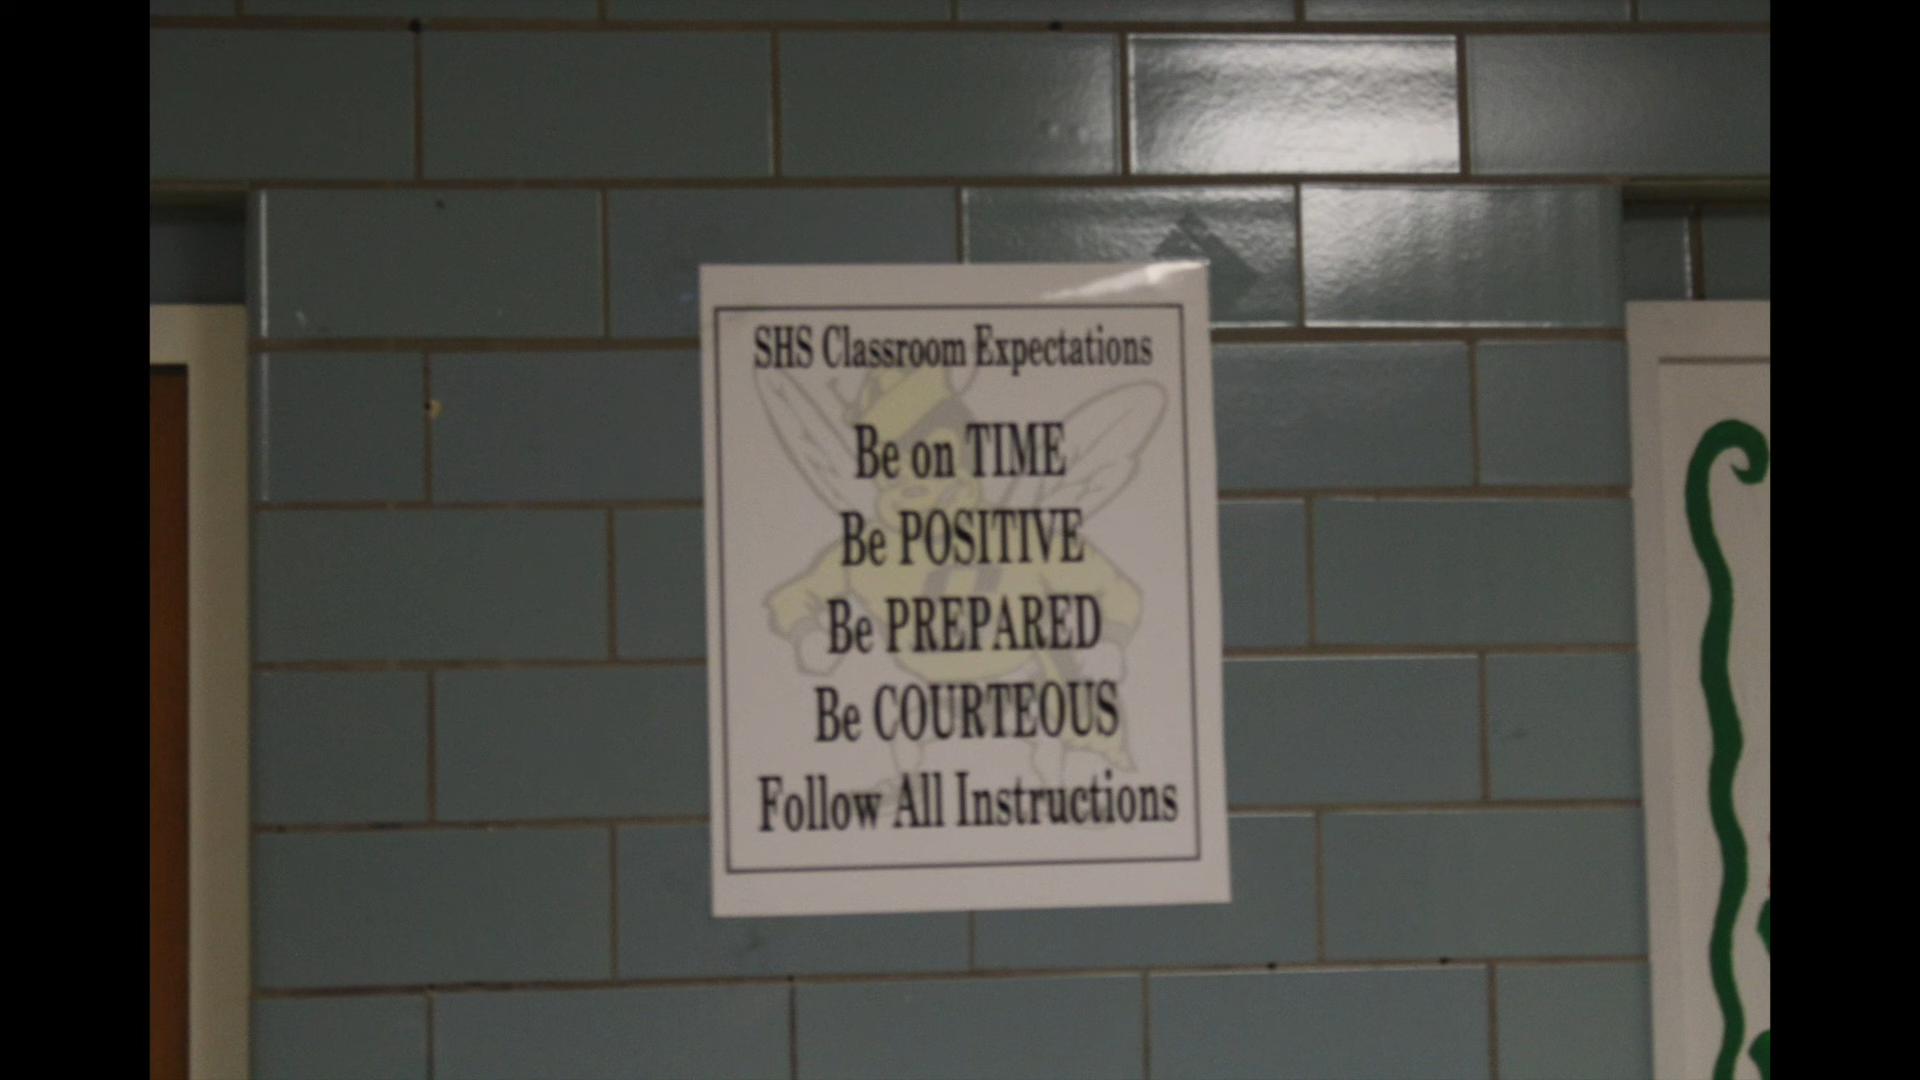 SHS Classroom Expectations
Be on TIME
Be POSITIVE
Be PREPARED
Be COURTEOUS
Follow All Instructions